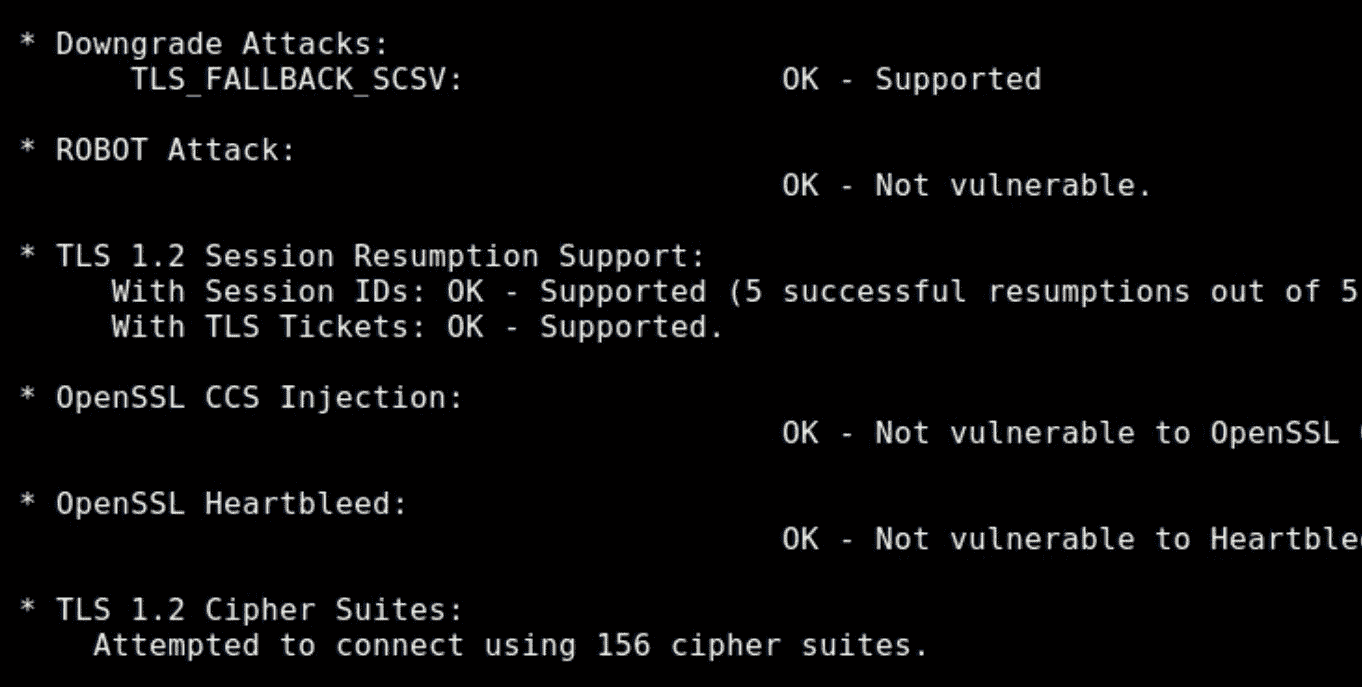 * Downgrade Attacks:
TLS_FALLBACK_SCSV: OK - Supported
* ROBOT Attack:
OK - Not vulnerable.
* TLS 1.2 Session Resumption Support:
With Session IDs: OK - Supported (5 successful resumptions out of 5
With TLS Tickets: OK - Supported.
* OpenSSL CCS Injection:
OK - Not vulnerable to OpenSSL
* OpenSSL Heartbleed:
OK - Not vulnerable to
* TLS 1.2 Cipher Suites:
Attempted to connect using 156 cipher suites.